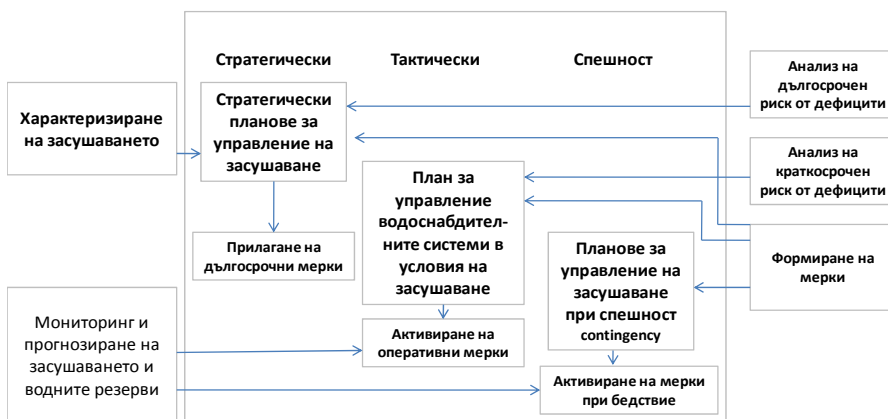 Стратегически
Тактически
Спешност
Характеризиране
на засушаването
Стратегически
планове за
управление на
засушаване
Прилагане на
дългосрочни мерки
План за
управление
водоснабдител-
ните системи в
условия на
засушаване
Активиране на
оперативни мерки
Планове за
управление на
засушаване
при спешност
contingency
Активиране на мерки
при бедствие
Анализ на
дългосрочен
риск от дефицити
Анализ на
краткосрочен
риск от дефицити
Формиране на
мерки
Мониторинг и
прогнозиране на
засушаването и
водните резерви